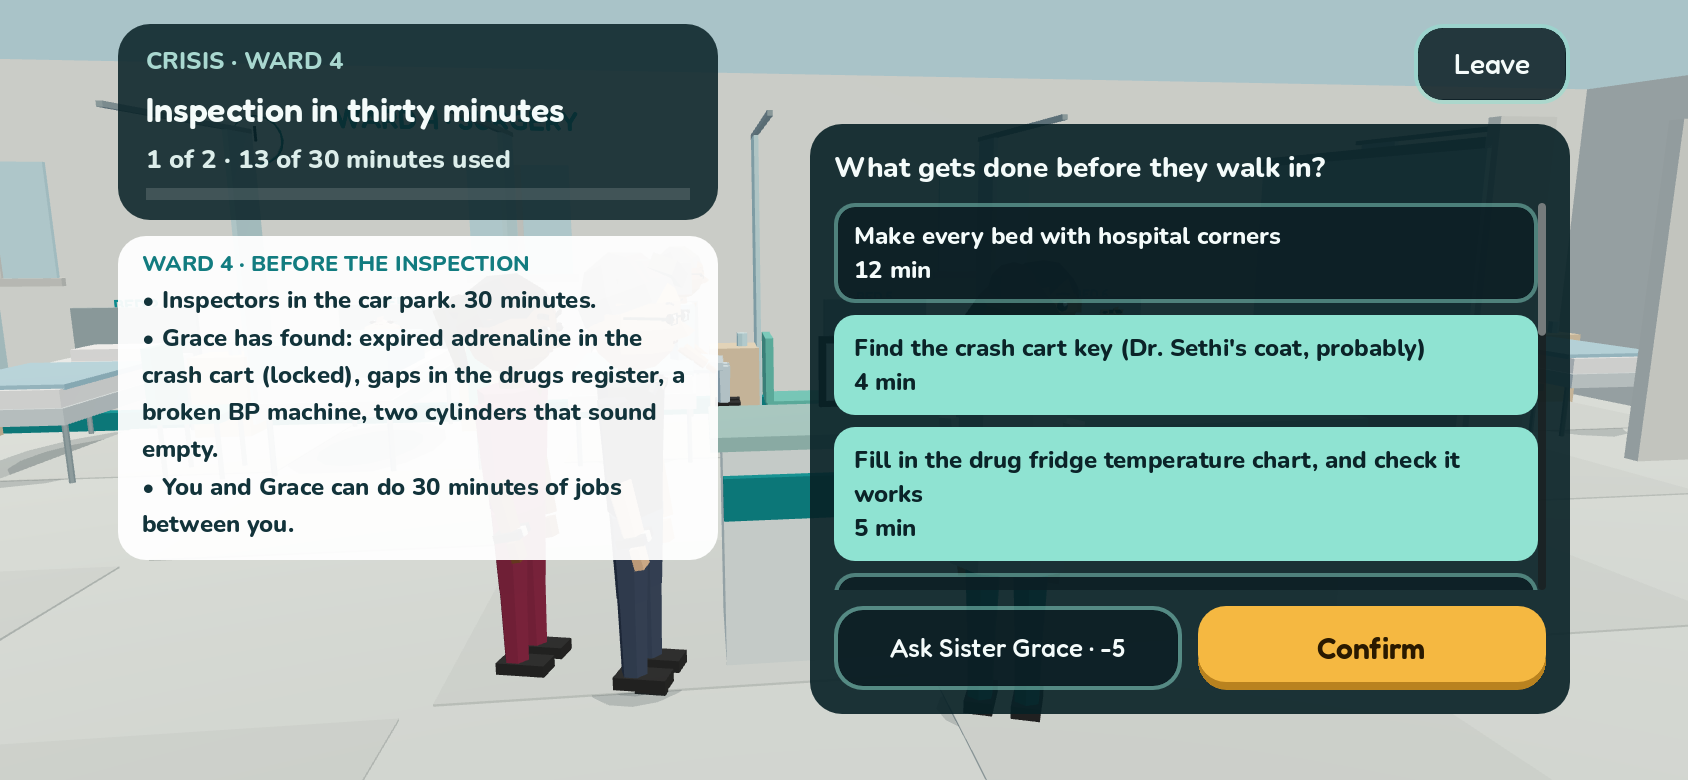 CRISIS · WARD 4
Inspection in thirty minutes
1 of 2 · 13 of 30 minutes used
WARD 4 · BEFORE THE INSPECTION
• Inspectors in the car park. 30 minutes.
• Grace has found: expired adrenaline in the
crash cart (locked), gaps in the drugs register, a
broken BP machine, two cylinders that sound
empty.
• You and Grace can do 30 minutes of jobs
between you.
Leave
What gets done before they walk in?
Make every bed with hospital corners
12 min
Find the crash cart key (Dr. Sethi's coat, probably)
4 min
Fill in the drug fridge temperature chart, and check it
works
5 min
Ask Sister Grace · -5
Confirm